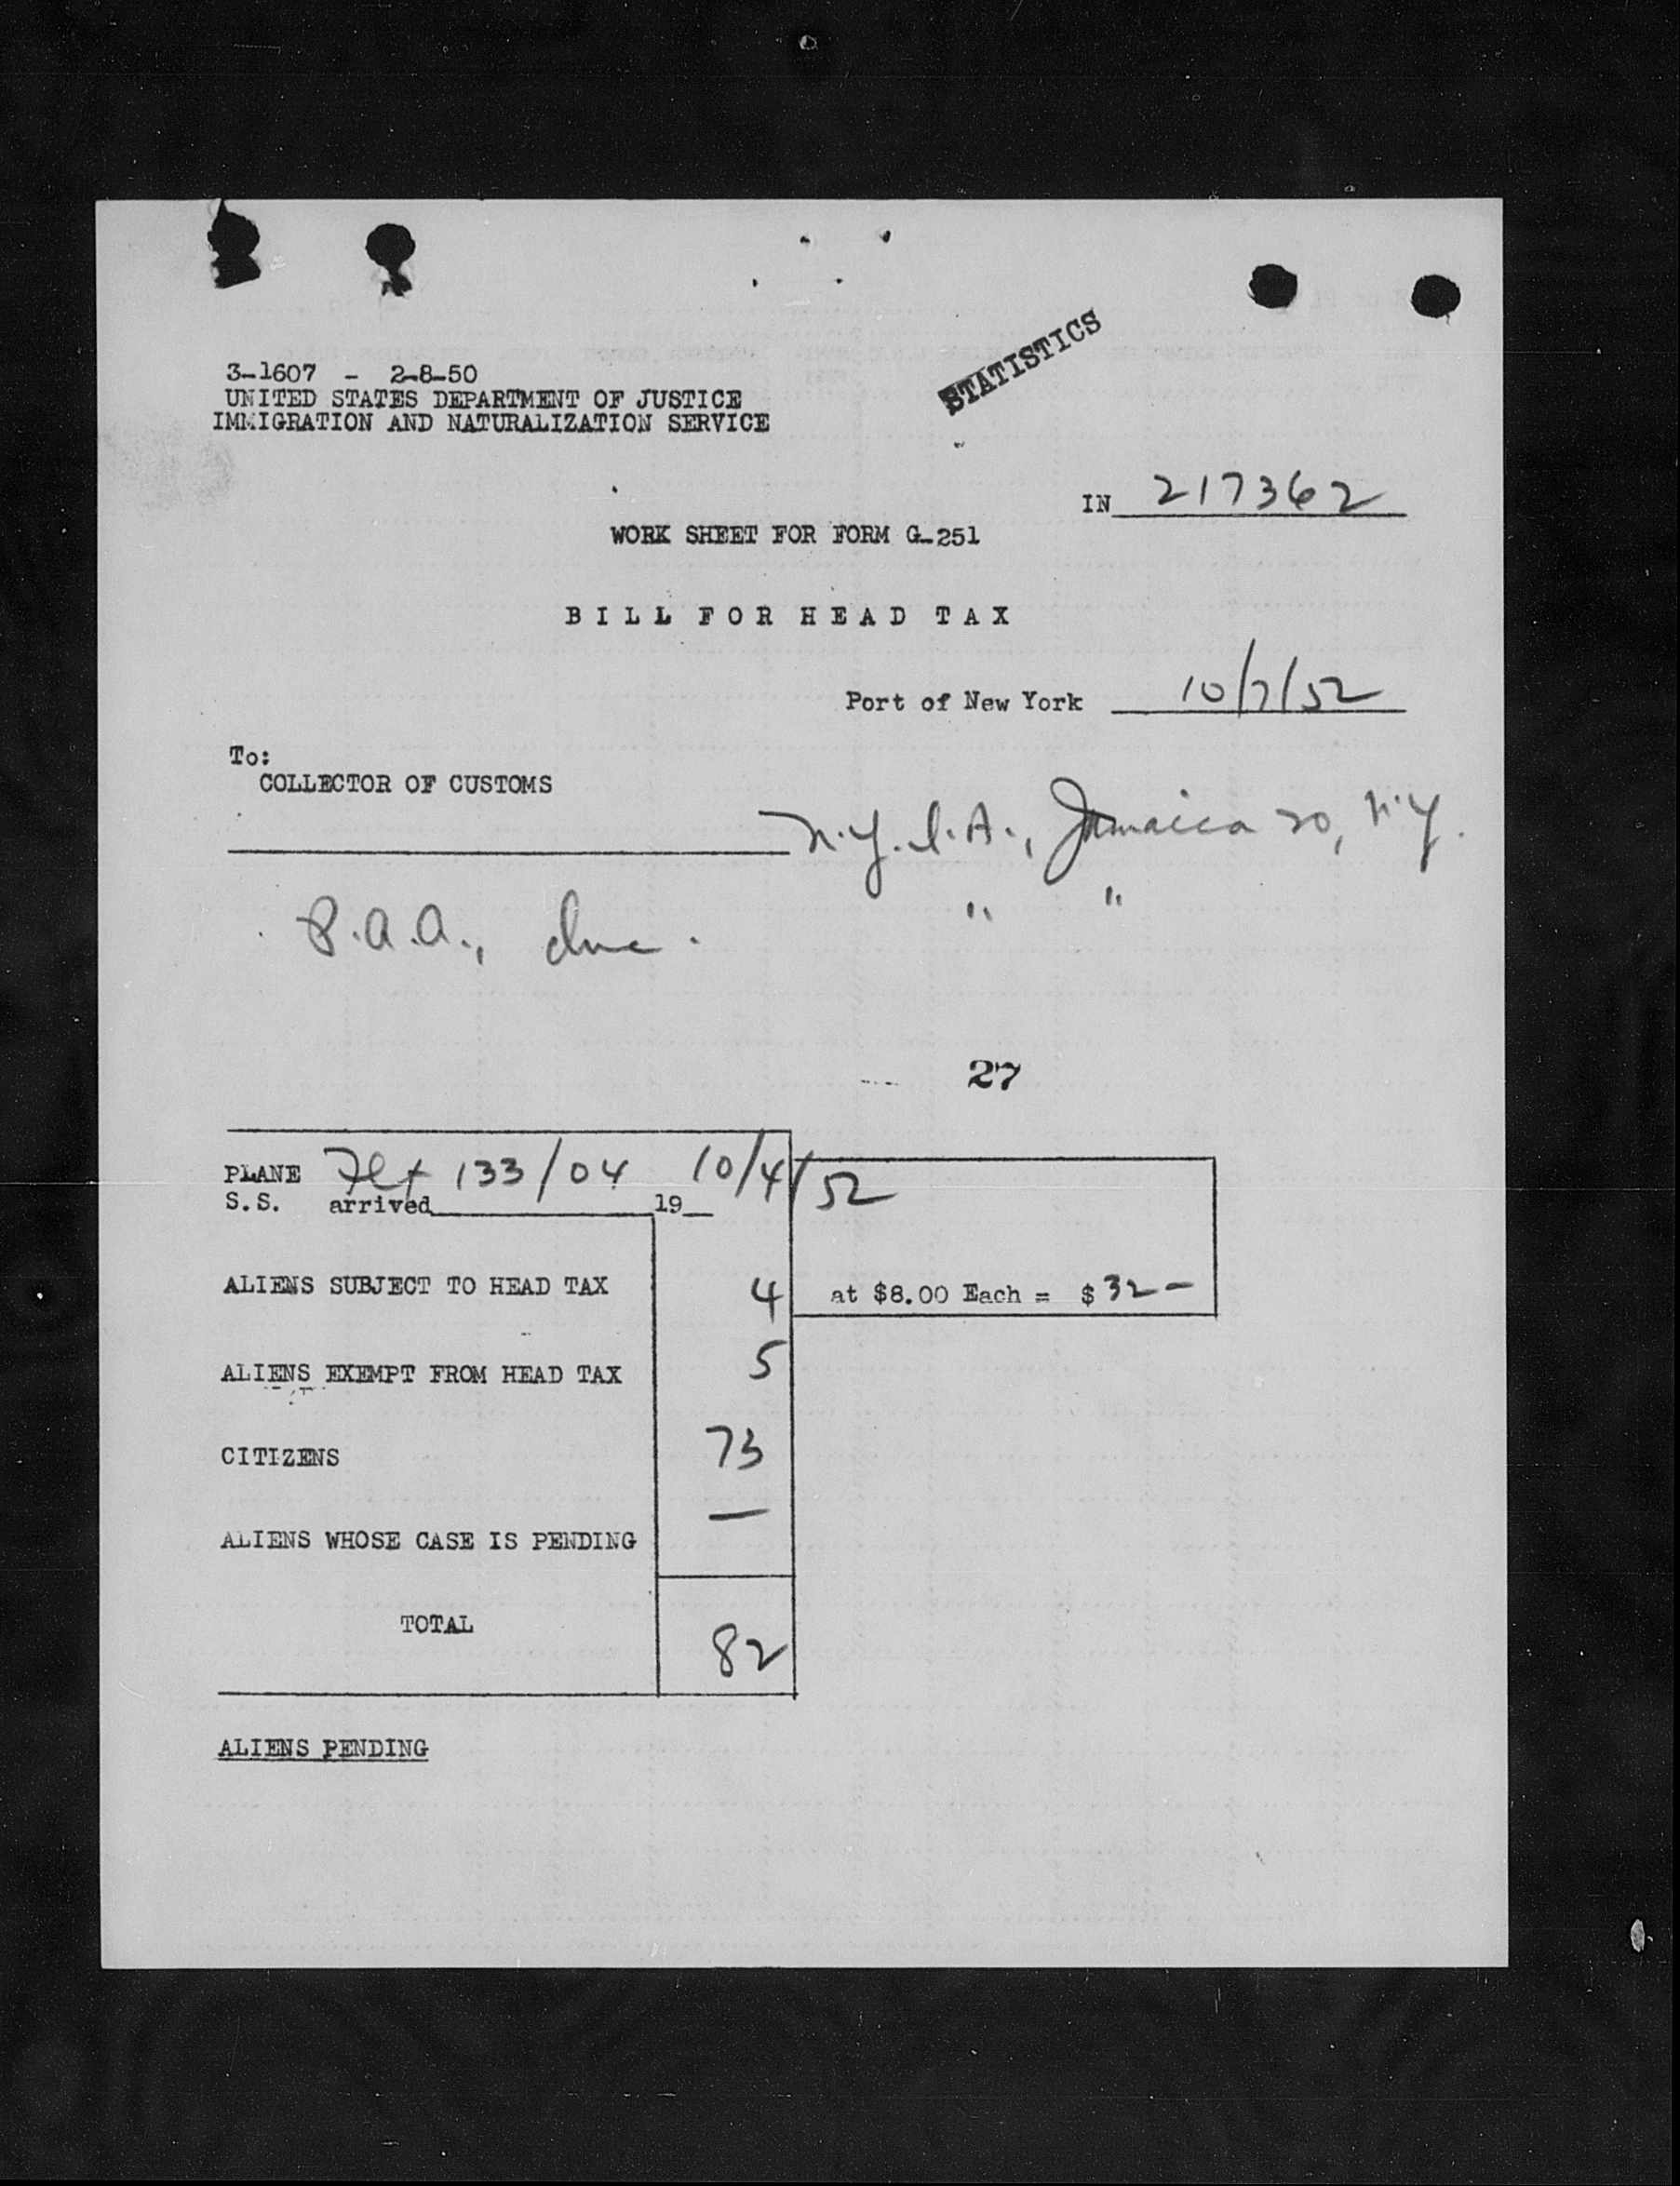 STATISTICS
3-1607 - 2-8-50
UNITED STATES DEPARTMENT OF JUSTICE
IMMIGRATION AND NATURALIZATION SERVICE
IN 217362
WORK SHEET FOR FORM G-251
BILL FOR HEAD TAX
Port of New York 10/7/52
To:
COLLECTOR OF CUSTOMS
N.Y.I.A., Jamaica 20, N.Y.
P.A.A., Inc. " "
27
PLANE Flt 133/04 10/4/52
S.S. arrived 19
ALIENS SUBJECT TO HEAD TAX 4 at $8.00 Each = $ 32 -
ALIENS EXEMPT FROM HEAD TAX 5
CITIZENS 73
ALIENS WHOSE CASE IS PENDING —
TOTAL 82
ALIENS PENDING